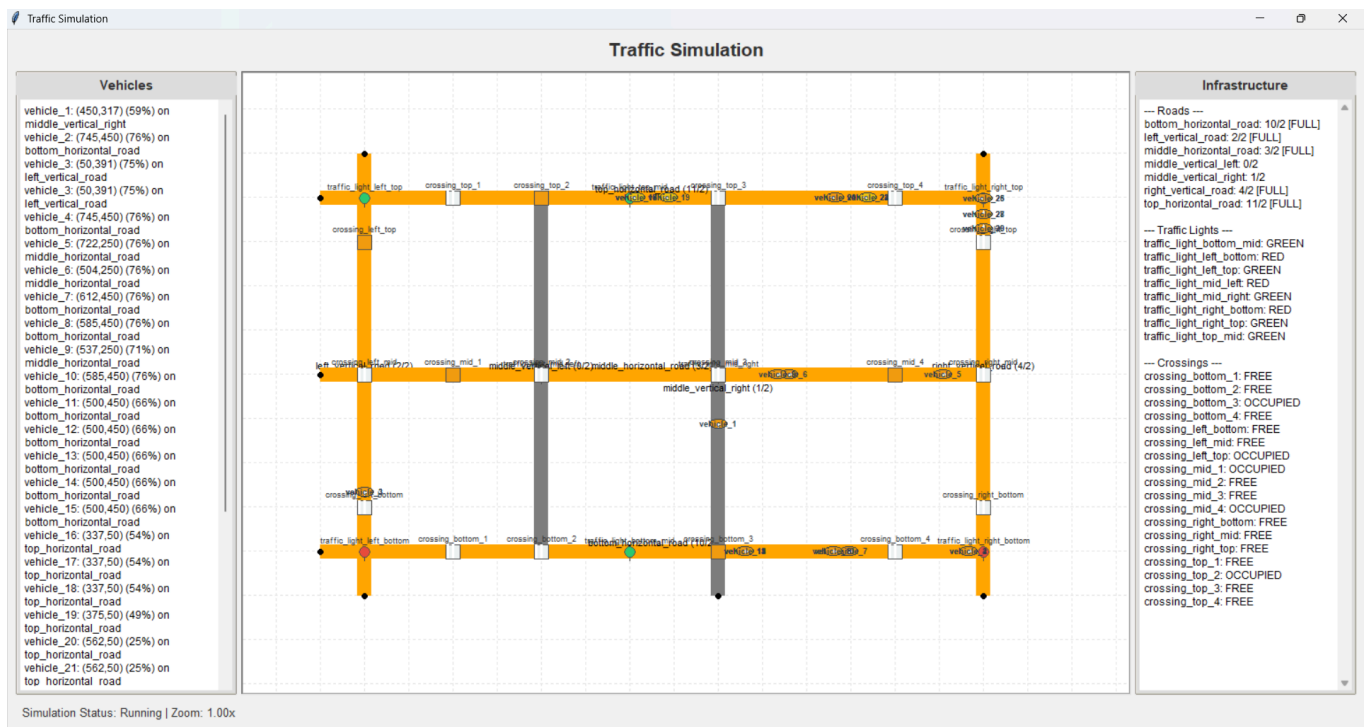 Traffic Simulation
Traffic Simulation
Vehicles
vehicle_1: (450,317) (59%) on
middle_vertical_right
vehicle_2: (745,450) (76%) on
bottom_horizontal_road
vehicle_3: (50,391) (75%) on
left_vertical_road
vehicle_3: (50,391) (75%) on
left_vertical_road
vehicle_4: (745,450) (76%) on
bottom_horizontal_road
vehicle_5: (722,250) (76%) on
middle_horizontal_road
vehicle_6: (504,250) (76%) on
middle_horizontal_road
vehicle_7: (612,450) (76%) on
bottom_horizontal_road
vehicle_8: (585,450) (76%) on
bottom_horizontal_road
vehicle_9: (537,250) (71%) on
middle_horizontal_road
vehicle_10: (585,450) (76%) on
bottom_horizontal_road
vehicle_11: (500,450) (66%) on
bottom_horizontal_road
vehicle_12: (500,450) (66%) on
bottom_horizontal_road
vehicle_13: (500,450) (66%) on
bottom_horizontal_road
vehicle_14: (500,450) (66%) on
bottom_horizontal_road
vehicle_15: (500,450) (66%) on
bottom_horizontal_road
vehicle_16: (337,50) (54%) on
top_horizontal_road
vehicle_17: (337,50) (54%) on
top_horizontal_road
vehicle_18: (337,50) (54%) on
top_horizontal_road
vehicle_19: (375,50) (49%) on
top_horizontal_road
vehicle_20: (562,50) (25%) on
top_horizontal_road
vehicle_21: (562,50) (25%) on
top_horizontal_road
traffic_light_left_top
crossing_top_1
crossing_top_2
top_horizontal_road (11/2)
crossing_top_4
traffic_light_right_top
crossing_left_top
crossing_mid_1
middle_horizontal_road (3/2)
crossing_mid_4
vehicle_5
middle_vertical_right (1/2)
vehicle_1
crossing_right_bottom
traffic_light_left_bottom
crossing_bottom_1
crossing_bottom_2
crossing_bottom_3
crossing_bottom_4
traffic_light_right_bottom
Infrastructure
--- Roads ---
bottom_horizontal_road: 10/2 [FULL]
left_vertical_road: 2/2 [FULL]
middle_horizontal_road: 3/2 [FULL]
middle_vertical_left: 0/2
middle_vertical_right: 1/2
right_vertical_road: 4/2 [FULL]
top_horizontal_road: 11/2 [FULL]
--- Traffic Lights ---
traffic_light_bottom_mid: GREEN
traffic_light_left_bottom: RED
traffic_light_left_top: GREEN
traffic_light_mid_left: RED
traffic_light_mid_right: GREEN
traffic_light_right_bottom: RED
traffic_light_right_top: GREEN
traffic_light_top_mid: GREEN
--- Crossings ---
crossing_bottom_1: FREE
crossing_bottom_2: FREE
crossing_bottom_3: OCCUPIED
crossing_bottom_4: FREE
crossing_left_bottom: FREE
crossing_left_mid: FREE
crossing_left_top: OCCUPIED
crossing_mid_1: OCCUPIED
crossing_mid_2: FREE
crossing_mid_3: FREE
crossing_mid_4: OCCUPIED
crossing_right_bottom: FREE
crossing_right_mid: FREE
crossing_right_top: FREE
crossing_top_1: FREE
crossing_top_2: OCCUPIED
crossing_top_3: FREE
crossing_top_4: FREE
Simulation Status: Running | Zoom: 1.00x